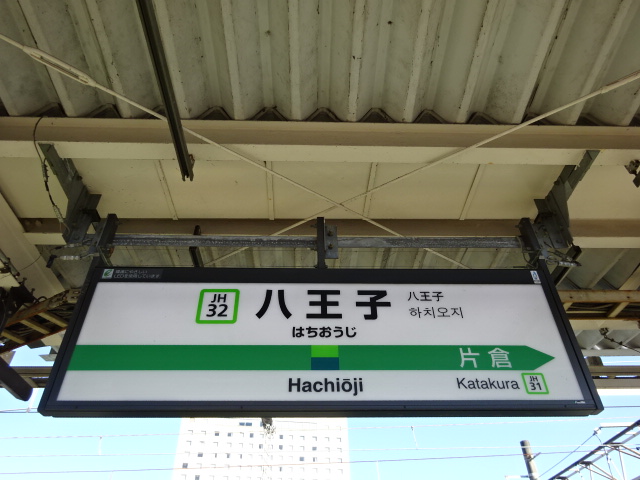 JH
32
八王子
八王子
하치오지
はちおうじ
片倉
Hachiōji
Katakura
JH
31